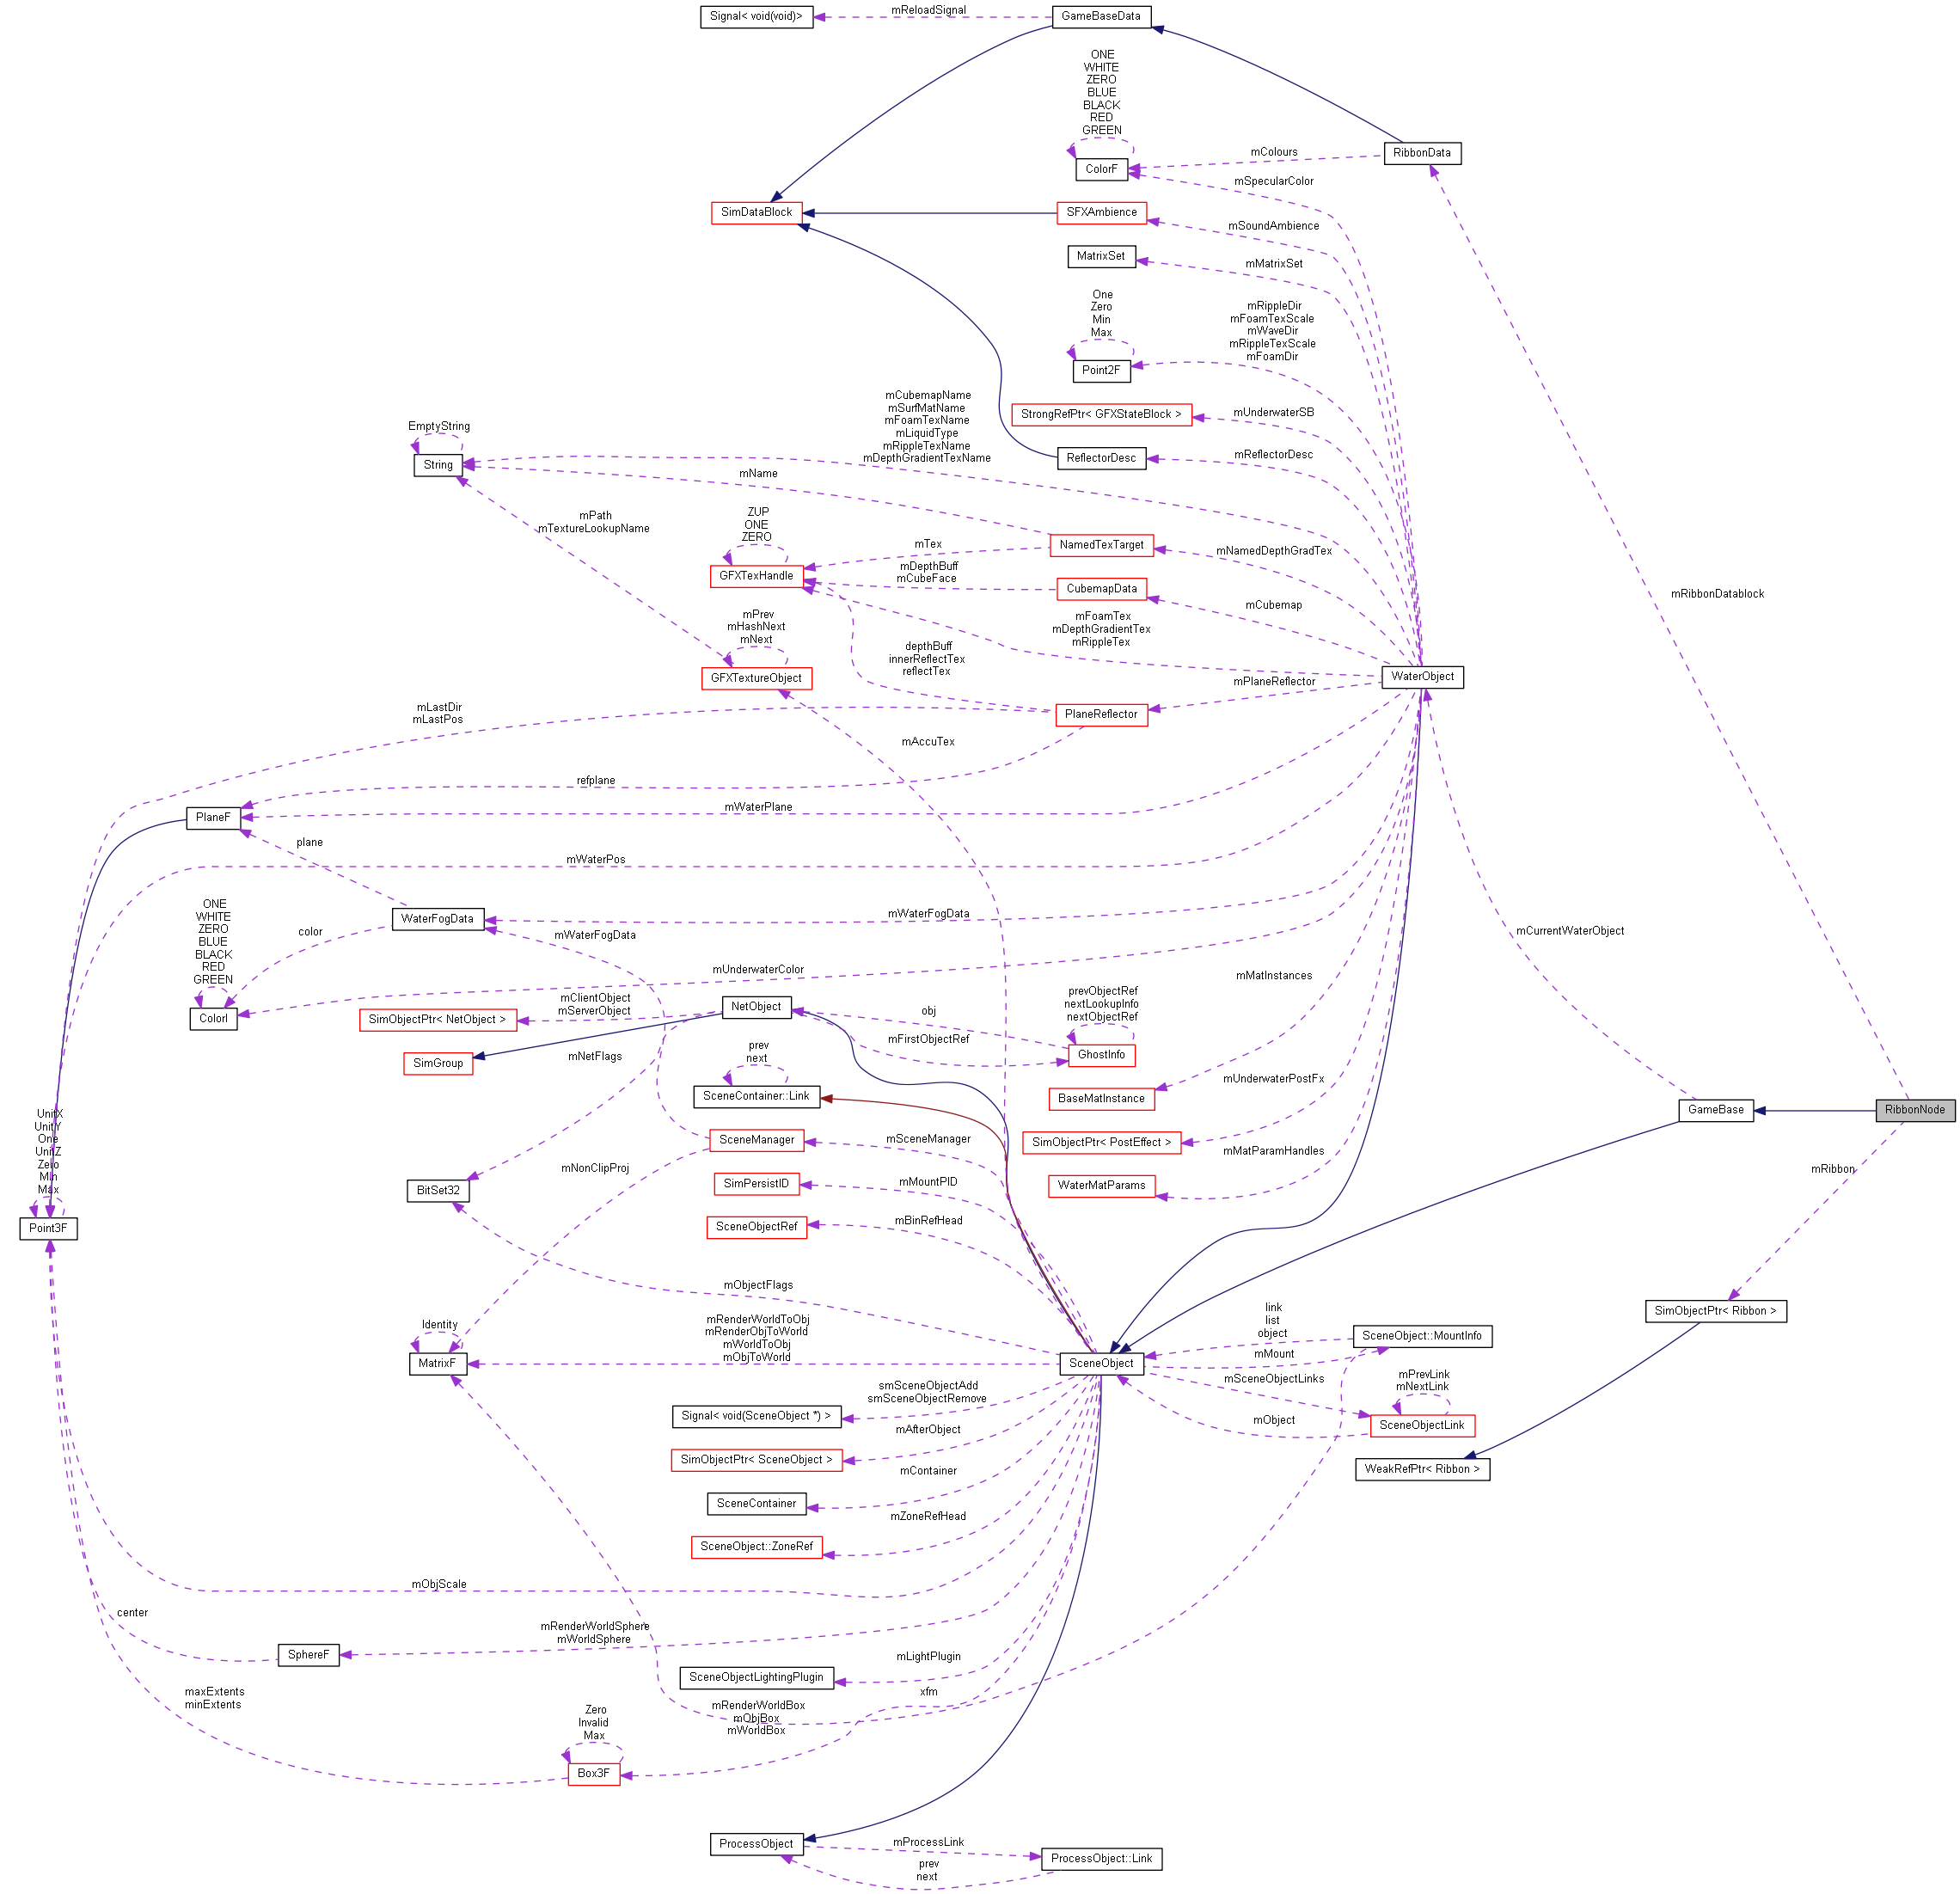 Signal< void(void)>
mReloadSignal
GameBaseData
ONE
WHITE
ZERO
BLUE
BLACK
RED
GREEN
ColorF
mColours
RibbonData
mSpecularColor
SimDataBlock
SFXAmbience
mSoundAmbience
MatrixSet
mMatrixSet
One
Zero
Min
Max
Point2F
mRippleDir
mFoamTexScale
mWaveDir
mRippleTexScale
mFoamDir
StrongRefPtr< GFXStateBlock >
mUnderwaterSB
mCubemapName
mSurfMatName
mFoamTexName
mLiquidType
mRippleTexName
mDepthGradientTexName
EmptyString
String
ReflectorDesc
mReflectorDesc
mName
mPath
mTextureLookupName
ZUP
ONE
ZERO
GFXTexHandle
mTex
NamedTexTarget
mNamedDepthGradTex
mDepthBuff
mCubeFace
CubemapData
mCubemap
mRibbonDatablock
mPrev
mHashNext
mNext
GFXTextureObject
mFoamTex
mDepthGradientTex
mRippleTex
depthBuff
innerReflectTex
reflectTex
WaterObject
mPlaneReflector
PlaneReflector
mLastDir
mLastPos
mAccuTex
refplane
PlaneF
mWaterPlane
plane
mWaterPos
ONE
WHITE
ZERO
BLUE
BLACK
RED
GREEN
ColorI
color
WaterFogData
mWaterFogData
mWaterFogData
mCurrentWaterObject
mUnderwaterColor
mMatInstances
SimObjectPtr< NetObject >
mClientObject
mServerObject
NetObject
obj
mFirstObjectRef
prevObjectRef
nextLookupInfo
nextObjectRef
GhostInfo
SimGroup
mNetFlags
prev
next
SceneContainer::Link
BaseMatInstance
mUnderwaterPostFx
GameBase
RibbonNode
SimObjectPtr< PostEffect >
mMatParamHandles
SceneManager
mSceneManager
mNonClipProj
SimPersistID
mMountPID
WaterMatParams
mRibbon
BitSet32
UnitX
UnitY
One
UnitZ
Zero
Min
Max
Point3F
SceneObjectRef
mBinRefHead
mObjectFlags
Identity
MatrixF
mRenderWorldToObj
mRenderObjToWorld
mWorldToObj
mObjToWorld
SceneObject
link
list
object
mMount
SceneObject::MountInfo
SimObjectPtr< Ribbon >
mSceneObjectLinks
mPrevLink
mNextLink
SceneObjectLink
mObject
Signal< void(SceneObject *) >
smSceneObjectAdd
smSceneObjectRemove
SimObjectPtr< SceneObject >
mAfterObject
WeakRefPtr< Ribbon >
SceneContainer
mContainer
SceneObject::ZoneRef
mZoneRefHead
mObjScale
center
SphereF
mRenderWorldSphere
mWorldSphere
SceneObjectLightingPlugin
mLightPlugin
xfm
maxExtents
minExtents
Zero
Invalid
Max
Box3F
mRenderWorldBox
mObjBox
mWorldBox
ProcessObject
mProcessLink
prev
next
ProcessObject::Link